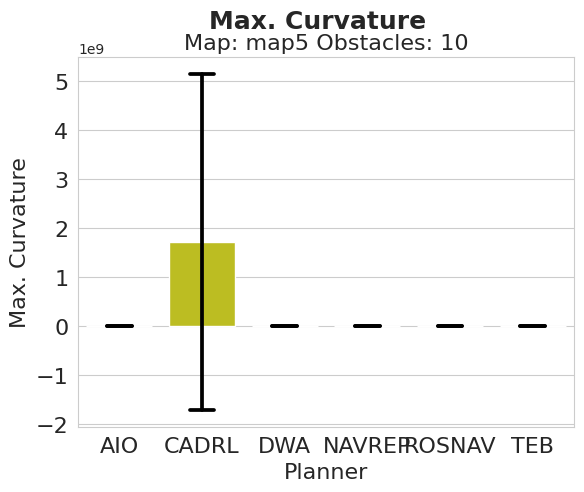 Max. Curvature
Map: map5 Obstacles: 10
1e9
Max. Curvature
5
4
3
2
1
0
−1
−2
AIO CADRL DWA NAVREP ROSNAV TEB
Planner